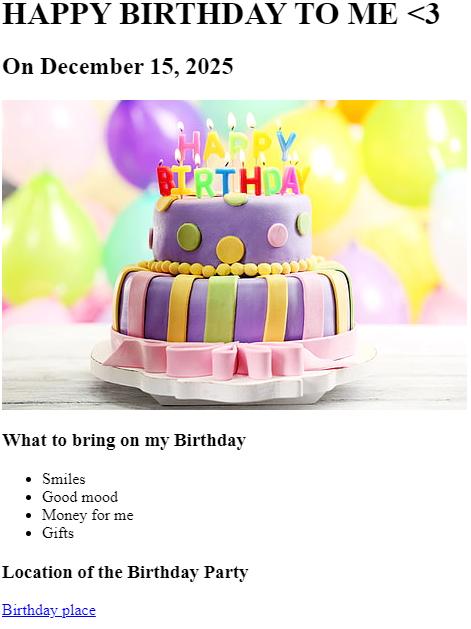 HAPPY BIRTHDAY TO ME <3
On December 15, 2025
HAPPY
BIRTHDAY
What to bring on my Birthday
Smiles
Good mood
Money for me
Gifts
Location of the Birthday Party
Birthday place